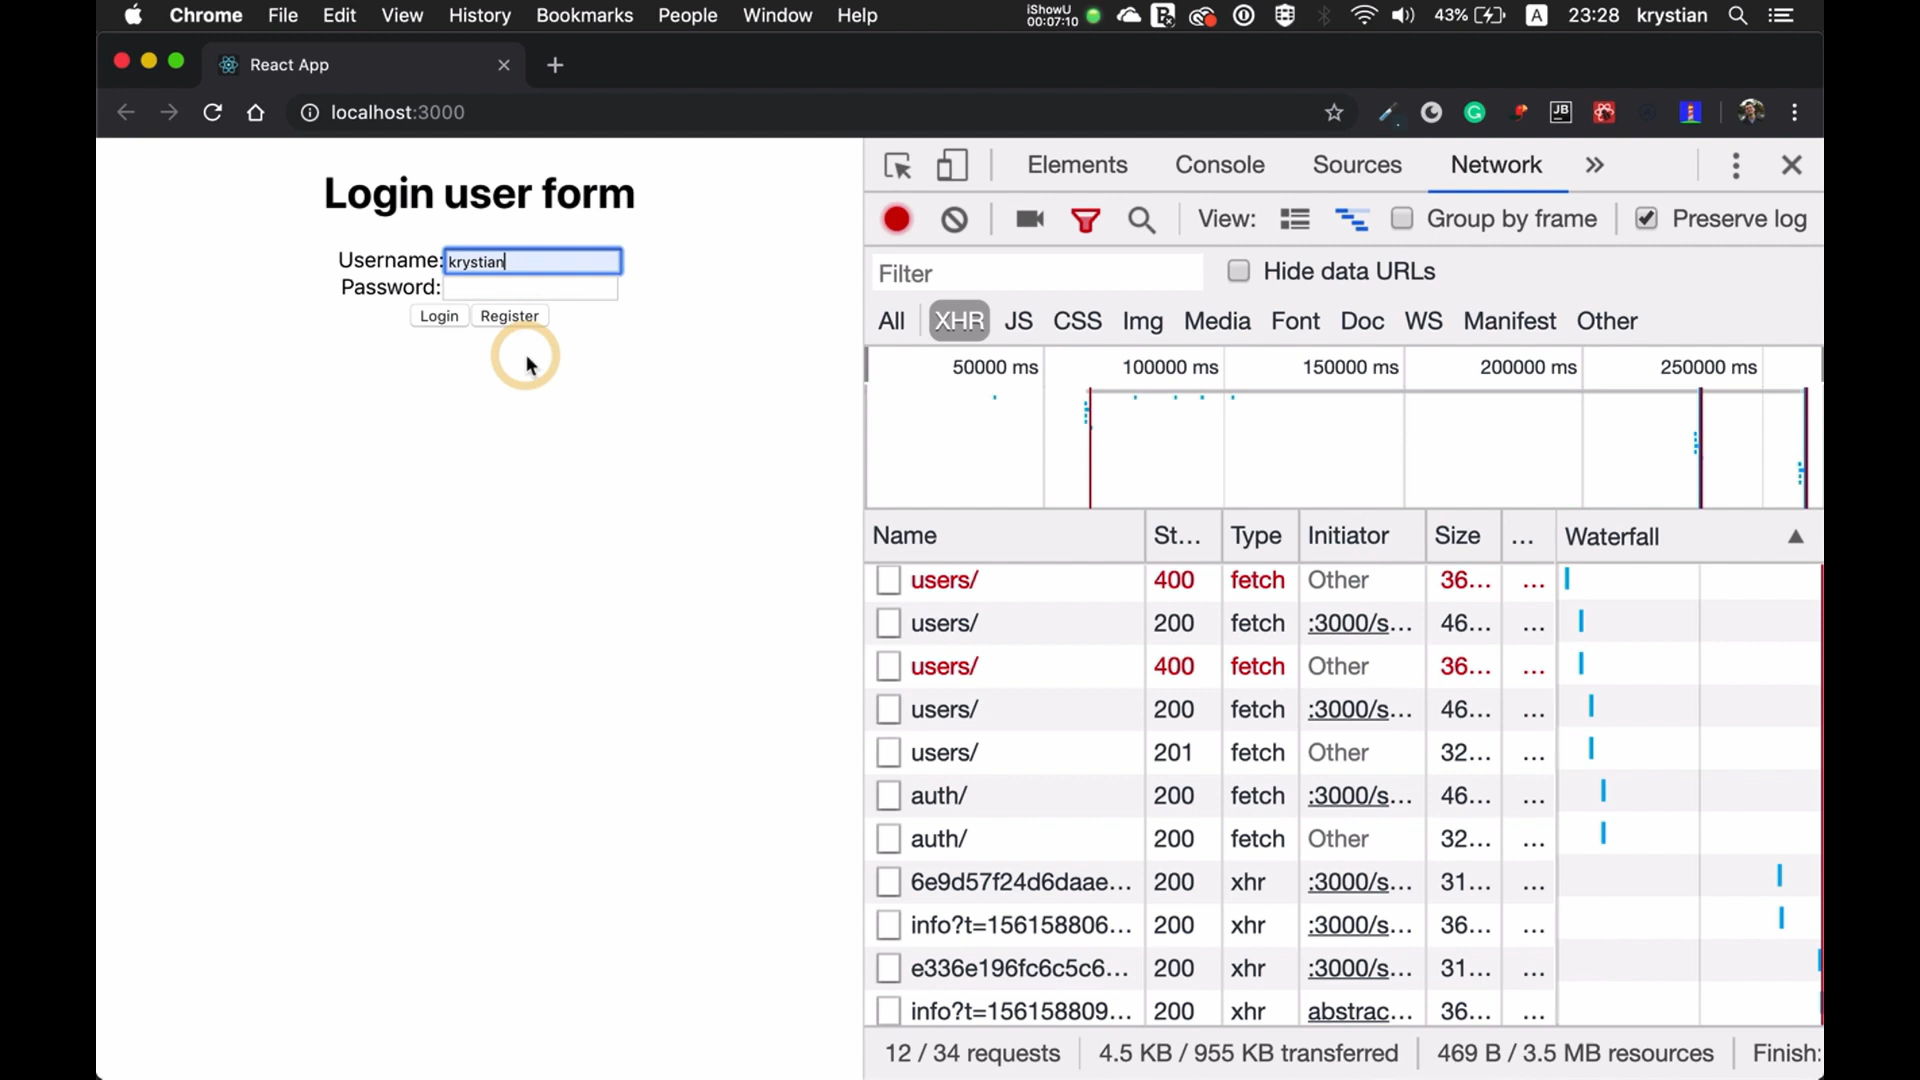 Chrome File Edit View History Bookmarks People Window Help iShowU 00:07:10 43% A 23:28 krystian
React App
localhost:3000
Login user form
Username: krystian
Password:
Login Register
Elements Console Sources Network
View: Group by frame Preserve log
Filter Hide data URLs
All XHR JS CSS Img Media Font Doc WS Manifest Other
50000 ms 100000 ms 150000 ms 200000 ms 250000 ms
Name St... Type Initiator Size ... Waterfall
users/ 400 fetch Other 36... ...
users/ 200 fetch :3000/s... 46... ...
users/ 400 fetch Other 36... ...
users/ 200 fetch :3000/s... 46... ...
users/ 201 fetch Other 32... ...
auth/ 200 fetch :3000/s... 46... ...
auth/ 200 fetch Other 32... ...
6e9d57f24d6daae... 200 xhr :3000/s... 31... ...
info?t=156158806... 200 xhr :3000/s... 36... ...
e336e196fc6c5c6... 200 xhr :3000/s... 31... ...
info?t=156158809... 200 xhr abstrac... 36... ...
12 / 34 requests 4.5 KB / 955 KB transferred 469 B / 3.5 MB resources Finish: